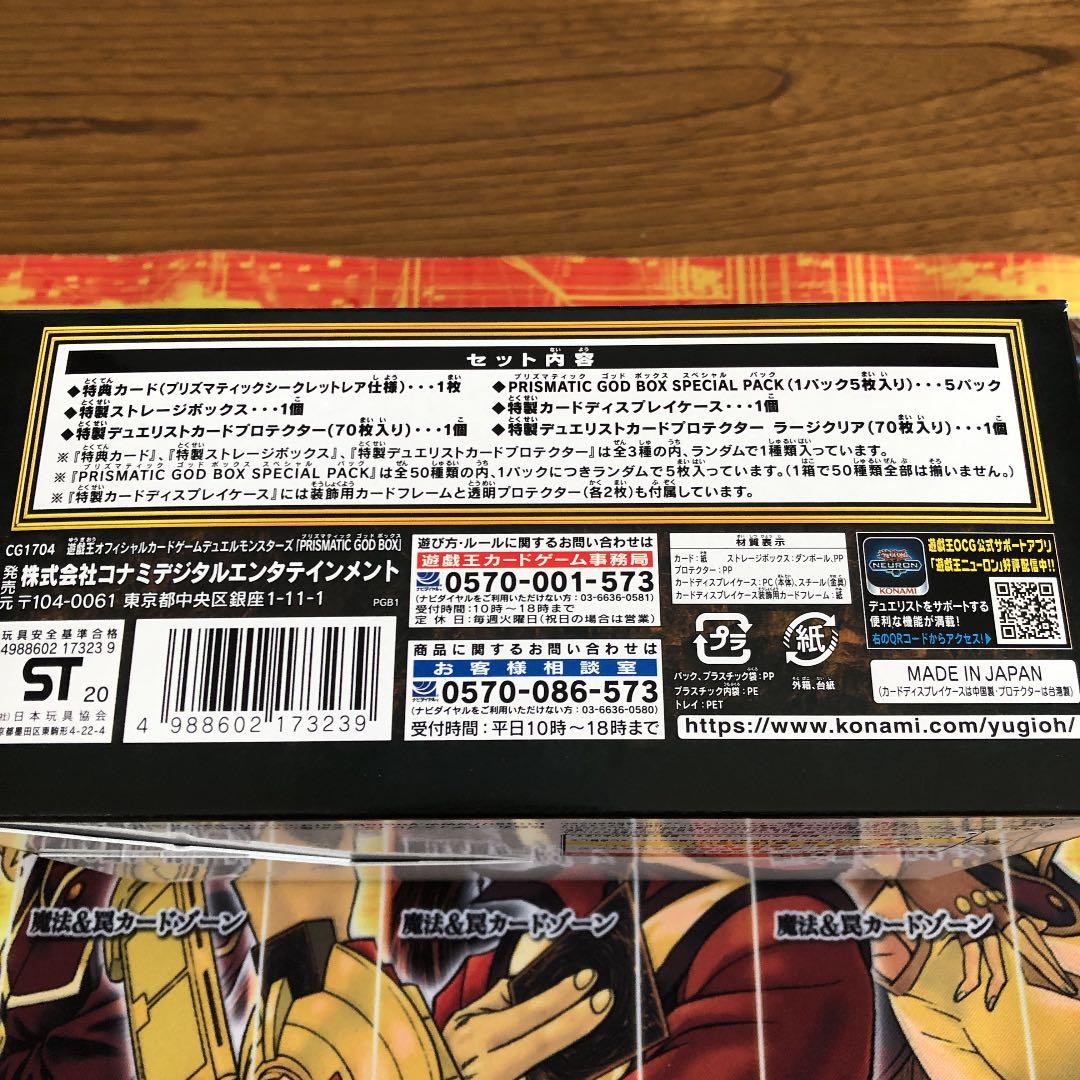 セット内容
◆特典カード(プリズマティックシークレットレア仕様)・・・1枚
◆特製ストレージボックス・・・1個
◆特製デュエリストカードプロテクター(70枚入り)・・・1個
◆PRISMATIC GOD BOX SPECIAL PACK(1パック5枚入り)・・・5パック
◆特製カードディスプレイケース・・・1個
◆特製デュエリストカードプロテクター ラージクリア(70枚入り)・・・1個
※『特典カード』、『特製ストレージボックス』、『特製デュエリストカードプロテクター』は全3種の内、ランダムで1種類入っています。
※『PRISMATIC GOD BOX SPECIAL PACK』は全50種類の内、1パックにつきランダムで5枚入っています。(1箱で50種類全部は揃いません。)
※『特製カードディスプレイケース』には装飾用カードフレームと透明プロテクター(各2枚)も付属しています。
CG1704 遊戯王オフィシャルカードゲームデュエルモンスターズ「PRISMATIC GOD BOX」
発売元 株式会社コナミデジタルエンタテインメント
〒104-0061 東京都中央区銀座1-11-1
PGB1
玩具安全基準合格
4988602 17323 9
ST 20
日本玩具協会
京都墨田区東駒形4-22-4
4 988602 173239
遊び方・ルールに関するお問い合わせは
遊戯王カードゲーム事務局
0570-001-573
(ナビダイヤルをご利用いただけない方:03-6636-0581)
受付時間:10時～18時まで
定休日:毎週火曜日(祝日の場合は営業)
商品に関するお問い合わせは
お客様相談室
0570-086-573
(ナビダイヤルをご利用いただけない方:03-6636-0580)
受付時間:平日10時～18時まで
材質表示
カード:紙 ストレージボックス:ダンボール、PP
プロテクター:PP
カードディスプレイケース:PC(本体)、スチール(金具)
カードディスプレイケース装飾用カードフレーム:紙
プラ
パック、プラスチック袋:PP
プラスチック内袋:PE
トレイ:PET
紙
外箱、台紙
NEURON
KONAMI
遊戯王OCG公式サポートアプリ
「遊戯王ニューロン」好評配信中!!
デュエリストをサポートする
便利な機能が満載!
右のQRコードからアクセス!
MADE IN JAPAN
(カードディスプレイケースは中国製・プロテクターは台湾製)
https://www.konami.com/yugioh/
魔法&罠カードゾーン
魔法&罠カードゾーン
魔法&罠カードゾーン